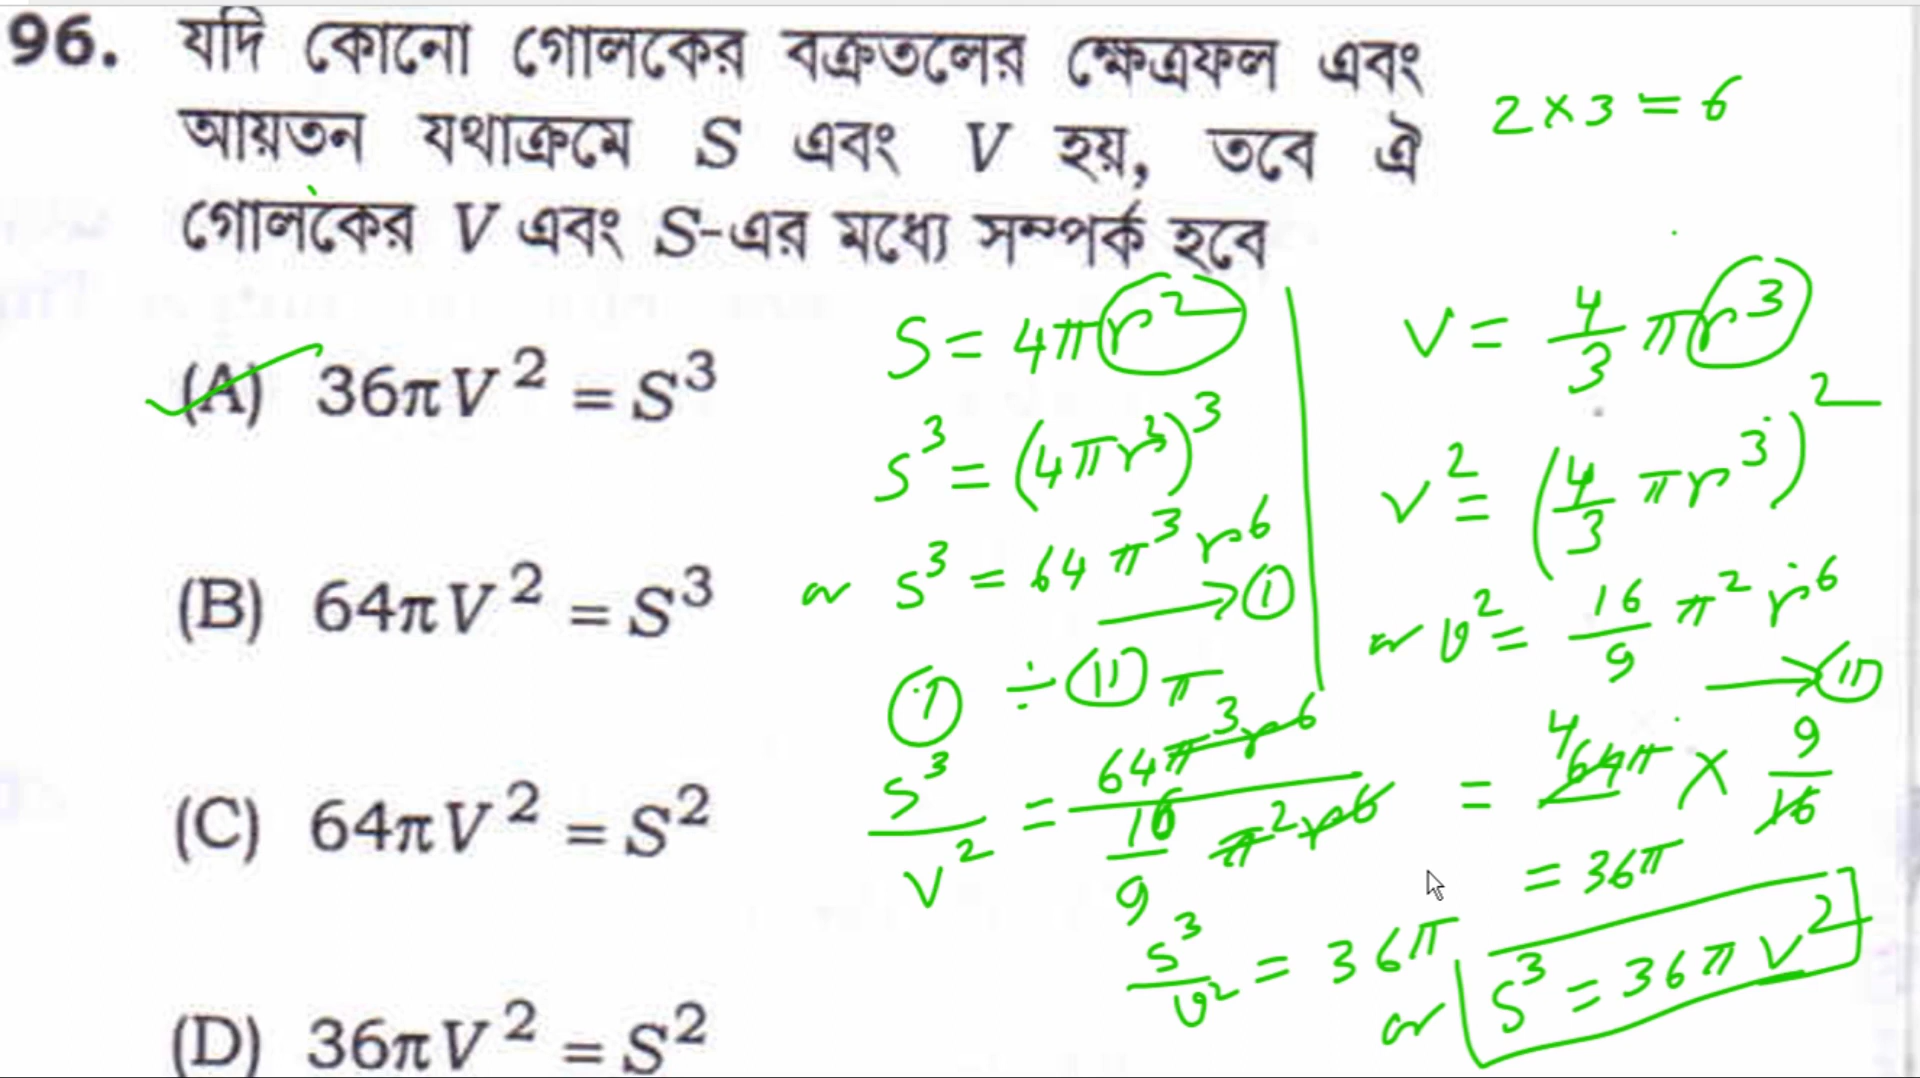 96. যদি কোনো গোলকের বক্রতলের ক্ষেত্রফল এবং
আয়তন যথাক্রমে S এবং V হয়, তবে ঐ
গোলকের V এবং S-এর মধ্যে সম্পর্ক হবে
(A) 36πV² = S³
(B) 64πV² = S³
(C) 64πV² = S²
(D) 36πV² = S²
2 × 3 = 6
S = 4πr²
S³ = (4πr²)³
or S³ = 64π³r⁶ → (I)
V = 4/3 πr³
V² = (4/3 πr³)²
or V² = 16/9 π²r⁶ → (II)
(I) ÷ (II) π
S³/V² = 64π³r⁶ / 16/9 π²r⁶ = 4 64π × 9/16
= 36π
S³/V² = 36π
or S³ = 36πV²